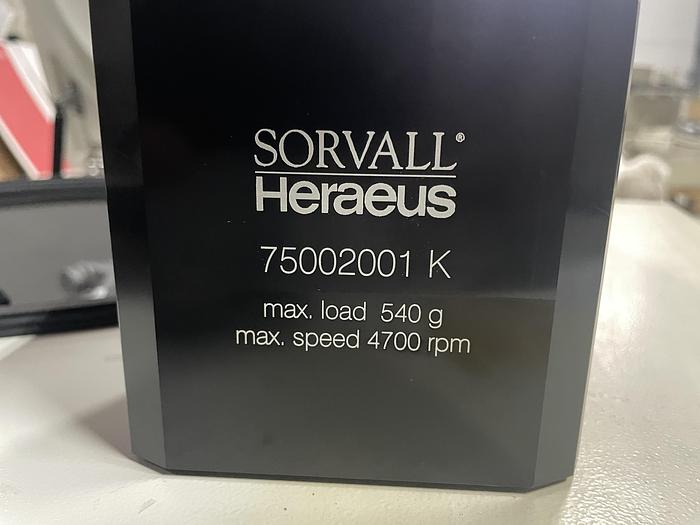 SORVALL®
Heraeus
75002001 K
max. load 540 g
max. speed 4700 rpm